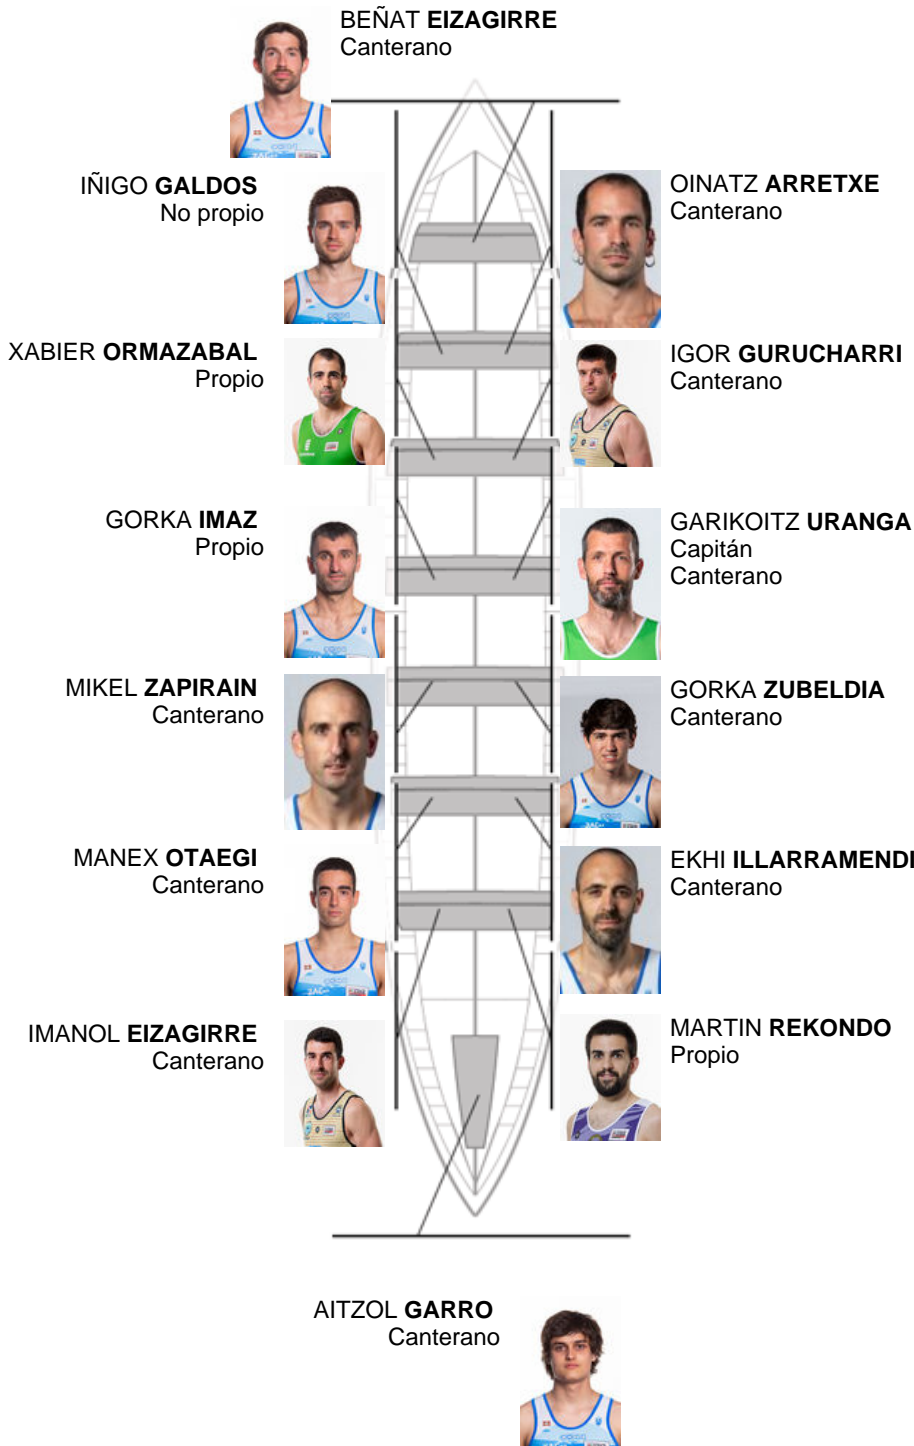 BEÑAT EIZAGIRRE
Canterano
IÑIGO GALDOS
No propio
OINATZ ARRETXE
Canterano
XABIER ORMAZABAL
Propio
IGOR GURUCHARRI
Canterano
GORKA IMAZ
Propio
GARIKOITZ URANGA
Capitán
Canterano
MIKEL ZAPIRAIN
Canterano
GORKA ZUBELDIA
Canterano
MANEX OTAEGI
Canterano
EKHI ILLARRAMENDI
Canterano
IMANOL EIZAGIRRE
Canterano
MARTIN REKONDO
Propio
AITZOL GARRO
Canterano